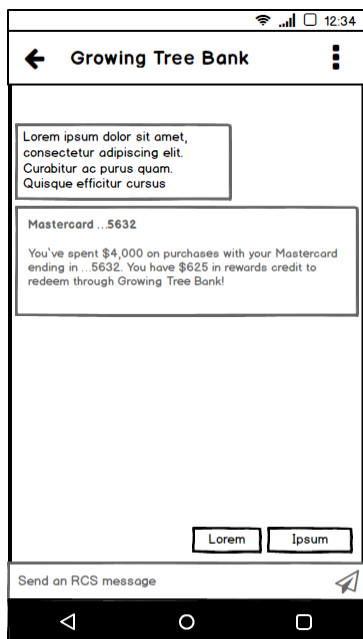 12:34
Growing Tree Bank
Lorem ipsum dolor sit amet,
consectetur adipiscing elit.
Curabitur ac purus quam.
Quisque efficitur cursus
Mastercard ...5632
You've spent $4,000 on purchases with your Mastercard
ending in ...5632. You have $625 in rewards credit to
redeem through Growing Tree Bank!
Lorem
Ipsum
Send an RCS message